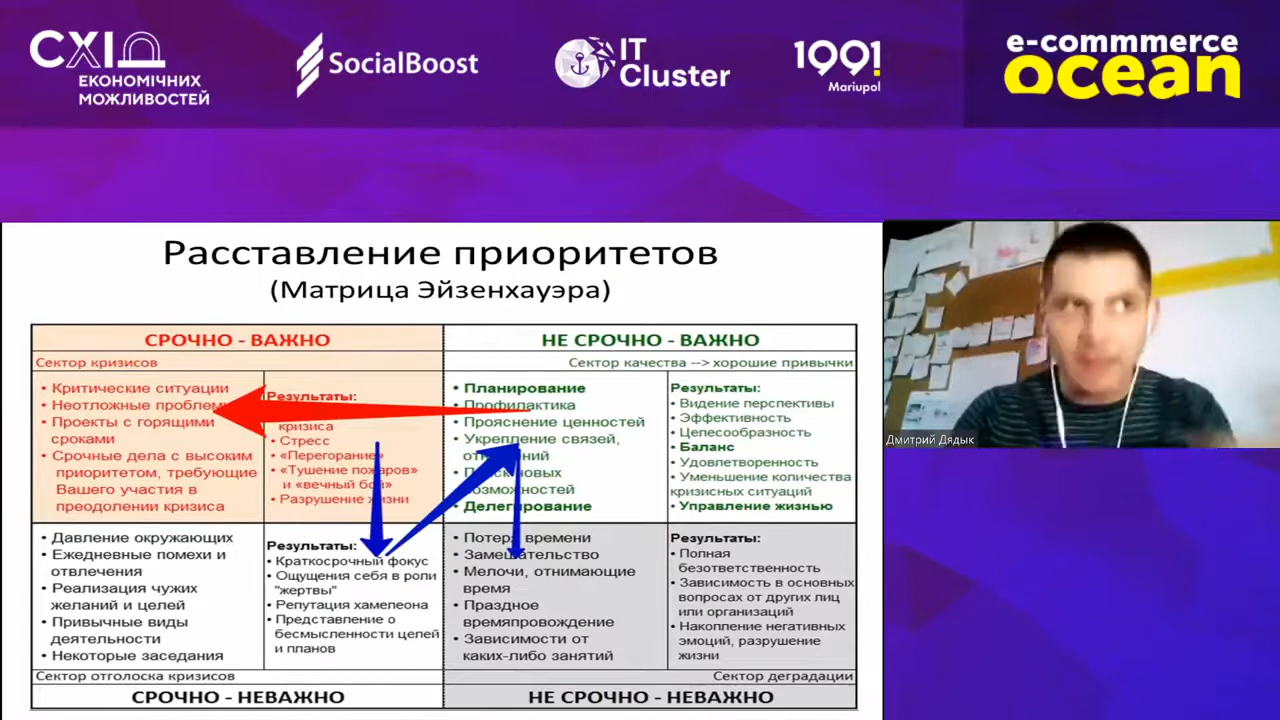 СХІД
ЕКОНОМІЧНИХ
МОЖЛИВОСТЕЙ
SocialBoost
IT
Cluster
1991
Mariupol
e-commmerce
ocean
Расставление приоритетов
(Матрица Эйзенхауэра)
СРОЧНО - ВАЖНО
Сектор кризисов
• Критические ситуации
• Неотложные проблемы
• Проекты с горящими
сроками
• Срочные дела с высоким
приоритетом, требующие
Вашего участия в
преодолении кризиса
Результаты:
кризиса
• Стресс
• «Перегорание»
• «Тушение пожаров»
и «вечный бой»
• Разрушение жизни
НЕ СРОЧНО - ВАЖНО
Сектор качества --> хорошие привычки
• Планирование
• Профилактика
• Прояснение ценностей
• Укрепление связей,
отношений
• Поиск новых
возможностей
• Делегирование
Результаты:
• Видение перспективы
• Эффективность
• Целесообразность
• Баланс
• Удовлетворенность
• Уменьшение количества
кризисных ситуаций
• Управление жизнью
• Давление окружающих
• Ежедневные помехи и
отвлечения
• Реализация чужих
желаний и целей
• Привычные виды
деятельности
• Некоторые заседания
Результаты:
• Краткосрочный фокус
• Ощущения себя в роли
"жертвы"
• Репутация хамелеона
• Представление о
бесмысленности целей
и планов
Сектор отголоска кризисов
СРОЧНО - НЕВАЖНО
• Потеря времени
• Замешательство
• Мелочи, отнимающие
время
• Праздное
времяпровождение
• Зависимости от
каких-либо занятий
Результаты:
• Полная
безответственность
• Зависимость в основных
вопросах от других лиц
или организаций
• Накопление негативных
эмоций, разрушение
жизни
Сектор деградации
НЕ СРОЧНО - НЕВАЖНО
Дмитрий Дядык